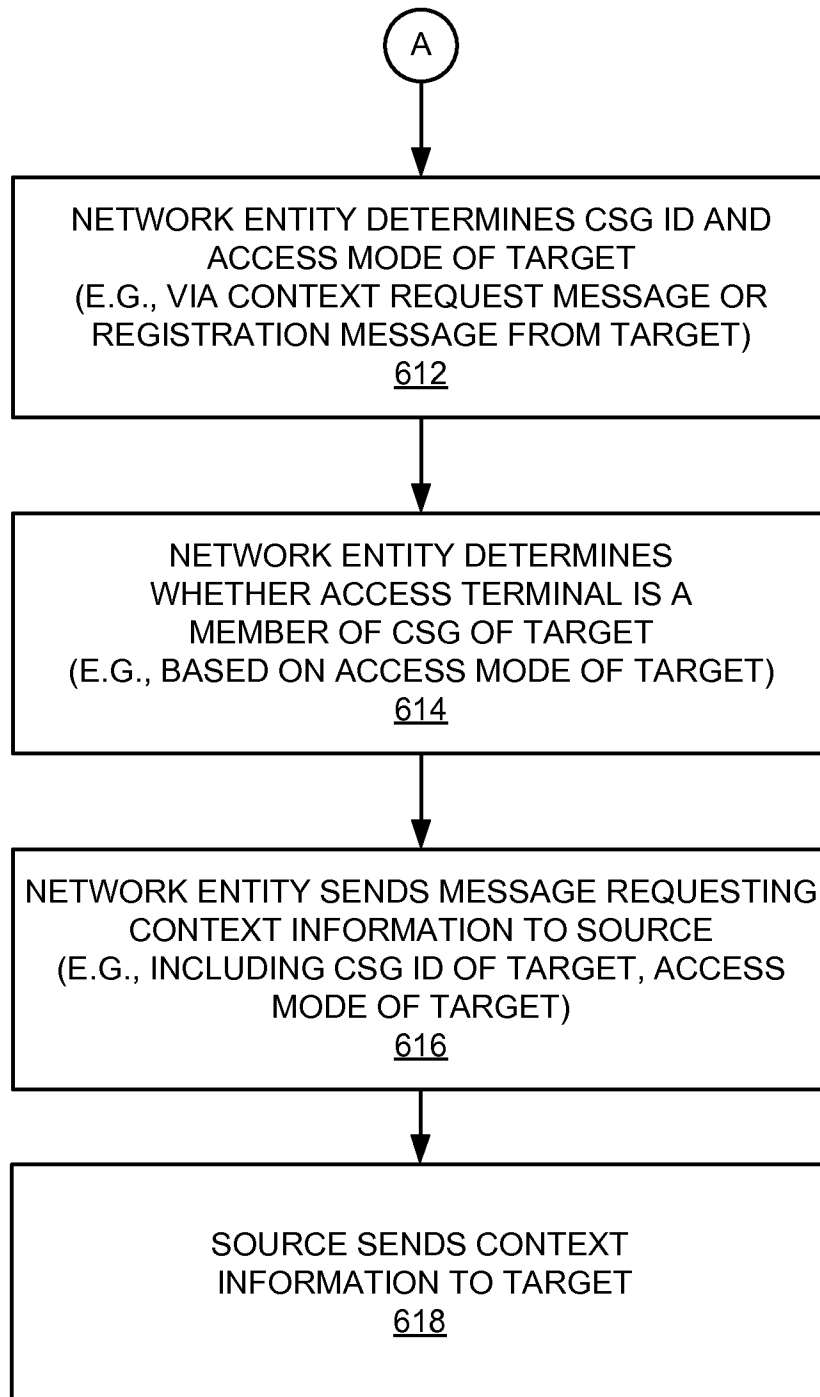 A
NETWORK ENTITY DETERMINES CSG ID AND
ACCESS MODE OF TARGET
(E.G., VIA CONTEXT REQUEST MESSAGE OR
REGISTRATION MESSAGE FROM TARGET)
612
NETWORK ENTITY DETERMINES
WHETHER ACCESS TERMINAL IS A
MEMBER OF CSG OF TARGET
(E.G., BASED ON ACCESS MODE OF TARGET)
614
NETWORK ENTITY SENDS MESSAGE REQUESTING
CONTEXT INFORMATION TO SOURCE
(E.G., INCLUDING CSG ID OF TARGET, ACCESS
MODE OF TARGET)
616
SOURCE SENDS CONTEXT
INFORMATION TO TARGET
618